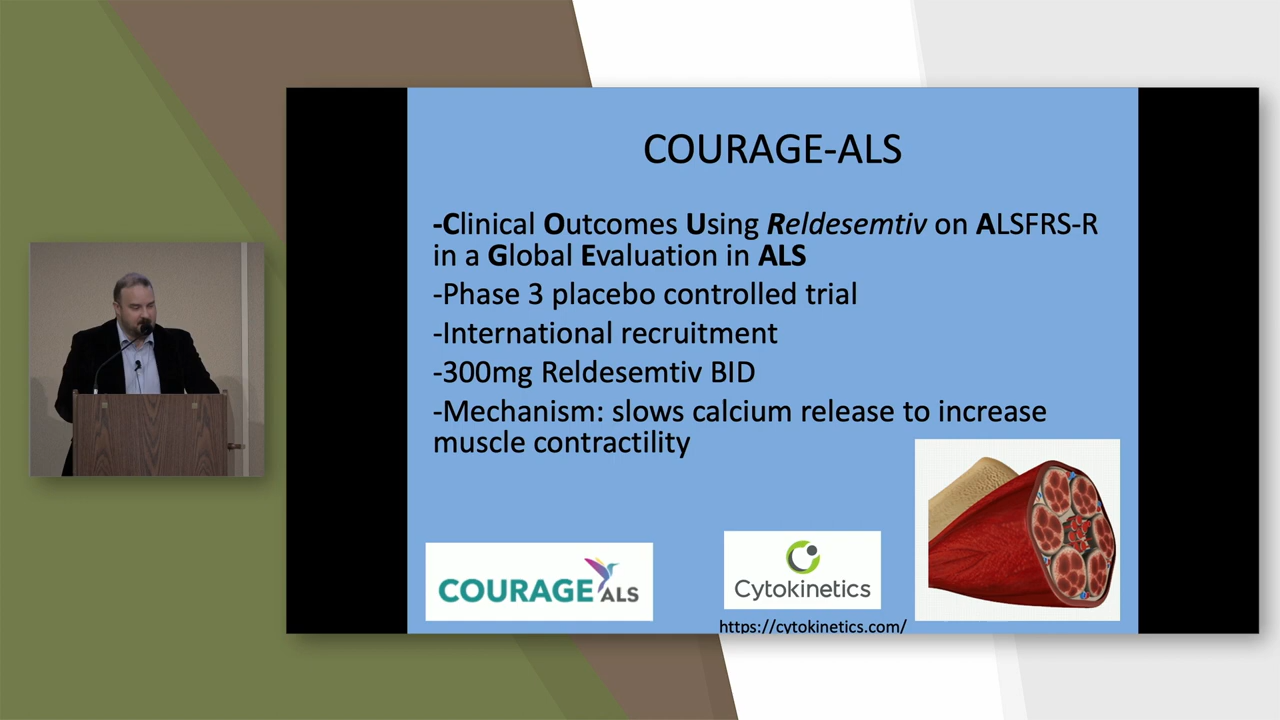 COURAGE-ALS
-Clinical Outcomes Using Reldesemtiv on ALSFRS-R
in a Global Evaluation in ALS
-Phase 3 placebo controlled trial
-International recruitment
-300mg Reldesemtiv BID
-Mechanism: slows calcium release to increase
muscle contractility
COURAGE ALS
Cytokinetics
https://cytokinetics.com/